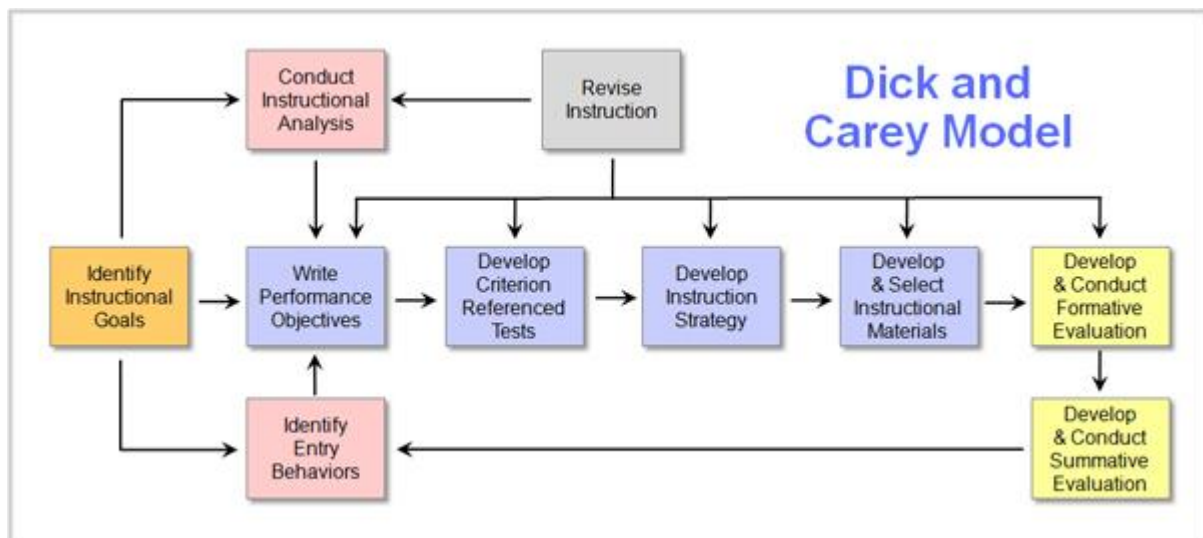 Conduct
Instructional
Analysis
Revise
Instruction
Dick and
Carey Model
Identify
Instructional
Goals
Write
Performance
Objectives
Develop
Criterion
Referenced
Tests
Develop
Instruction
Strategy
Develop
& Select
Instructional
Materials
Develop
& Conduct
Formative
Evaluation
Identify
Entry
Behaviors
Develop
& Conduct
Summative
Evaluation